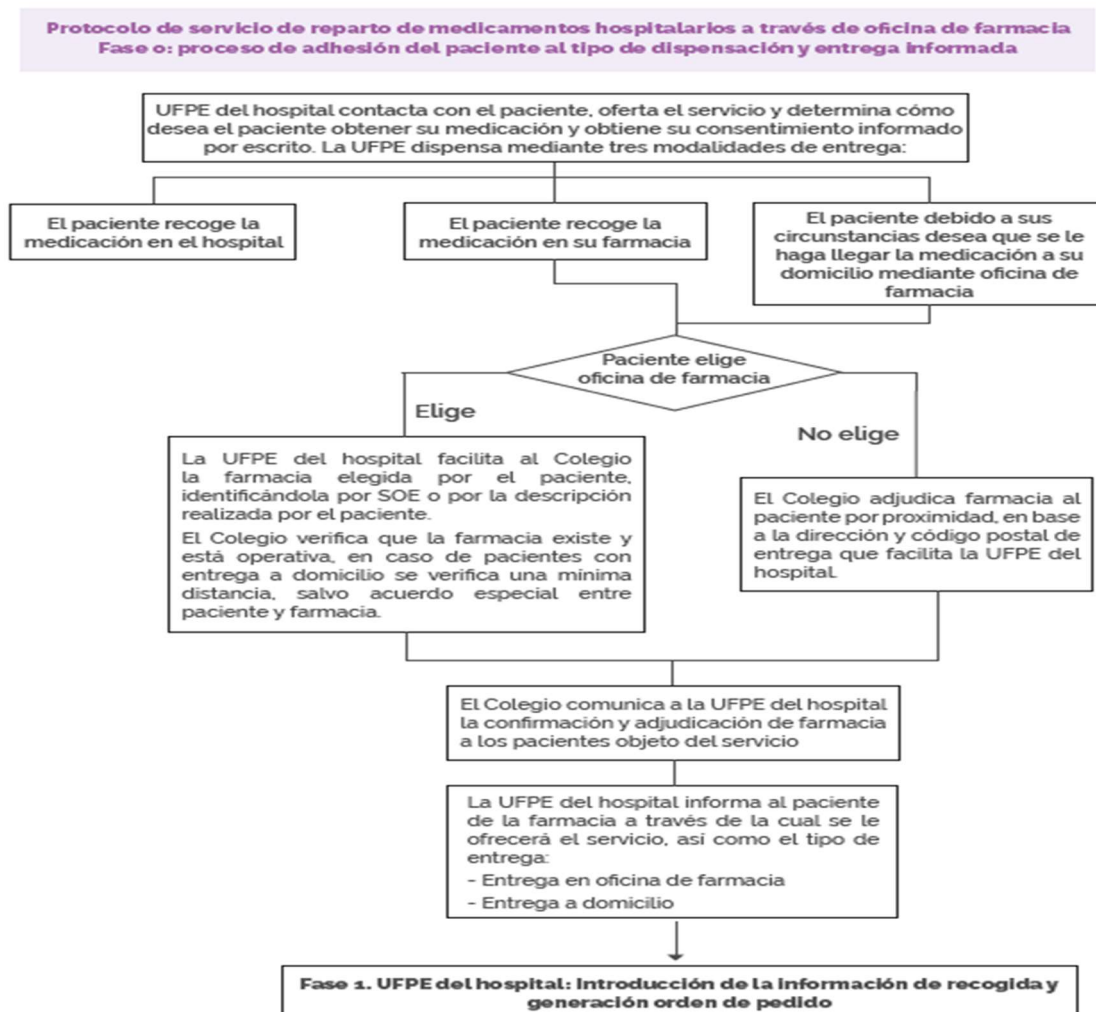 Protocolo de servicio de reparto de medicamentos hospitalarios a través de oficina de farmacia
Fase 0: proceso de adhesión del paciente al tipo de dispensación y entrega informada
UFPE del hospital contacta con el paciente, oferta el servicio y determina cómo
desea el paciente obtener su medicación y obtiene su consentimiento informado
por escrito. La UFPE dispensa mediante tres modalidades de entrega:
El paciente recoge la
medicación en el hospital
El paciente recoge la
medicación en su farmacia
El paciente debido a sus
circunstancias desea que se le
haga llegar la medicación a su
domicilio mediante oficina de
farmacia
Paciente elige
oficina de farmacia
Elige
No elige
La UFPE del hospital facilita al Colegio
la farmacia elegida por el paciente,
identificándola por SOE o por la descripción
realizada por el paciente.
El Colegio verifica que la farmacia existe y
está operativa, en caso de pacientes con
entrega a domicilio se verifica una mínima
distancia, salvo acuerdo especial entre
paciente y farmacia.
El Colegio adjudica farmacia al
paciente por proximidad, en base
a la dirección y código postal de
entrega que facilita la UFPE del
hospital.
El Colegio comunica a la UFPE del hospital
la confirmación y adjudicación de farmacia
a los pacientes objeto del servicio
La UFPE del hospital informa al paciente
de la farmacia a través de la cual se le
ofrecerá el servicio, así como el tipo de
entrega:
- Entrega en oficina de farmacia
- Entrega a domicilio
Fase 1. UFPE del hospital: Introducción de la información de recogida y
generación orden de pedido